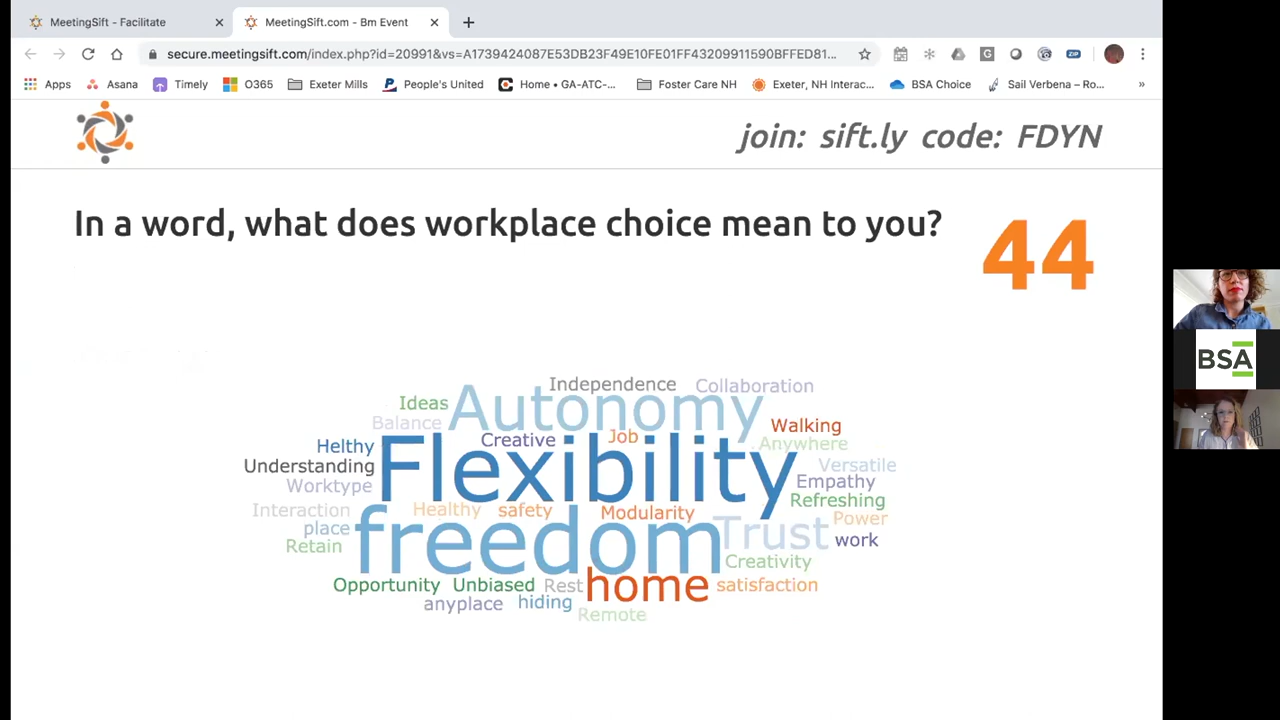 MeetingSift - Facilitate
MeetingSift.com - Bm Event
secure.meetingsift.com/index.php?id=20991&vs=A1739424087E53DB23F49E10FE01FF43209911590BFFED81...
G
ZIP
Apps Asana Timely O365 Exeter Mills People's United Home • GA-ATC-... Foster Care NH Exeter, NH Interac... BSA Choice Sail Verbena – Ro... »
join: sift.ly code: FDYN
In a word, what does workplace choice mean to you?
44
Independence Collaboration
Ideas Autonomy
Balance Walking
Helthy Creative Job Anywhere
Understanding Flexibility Versatile
Worktype Empathy
Refreshing
Interaction Healthy safety Modularity Power
place freedom Trust work
Retain Creativity
Opportunity Unbiased Rest home satisfaction
anyplace hiding
Remote
BSA